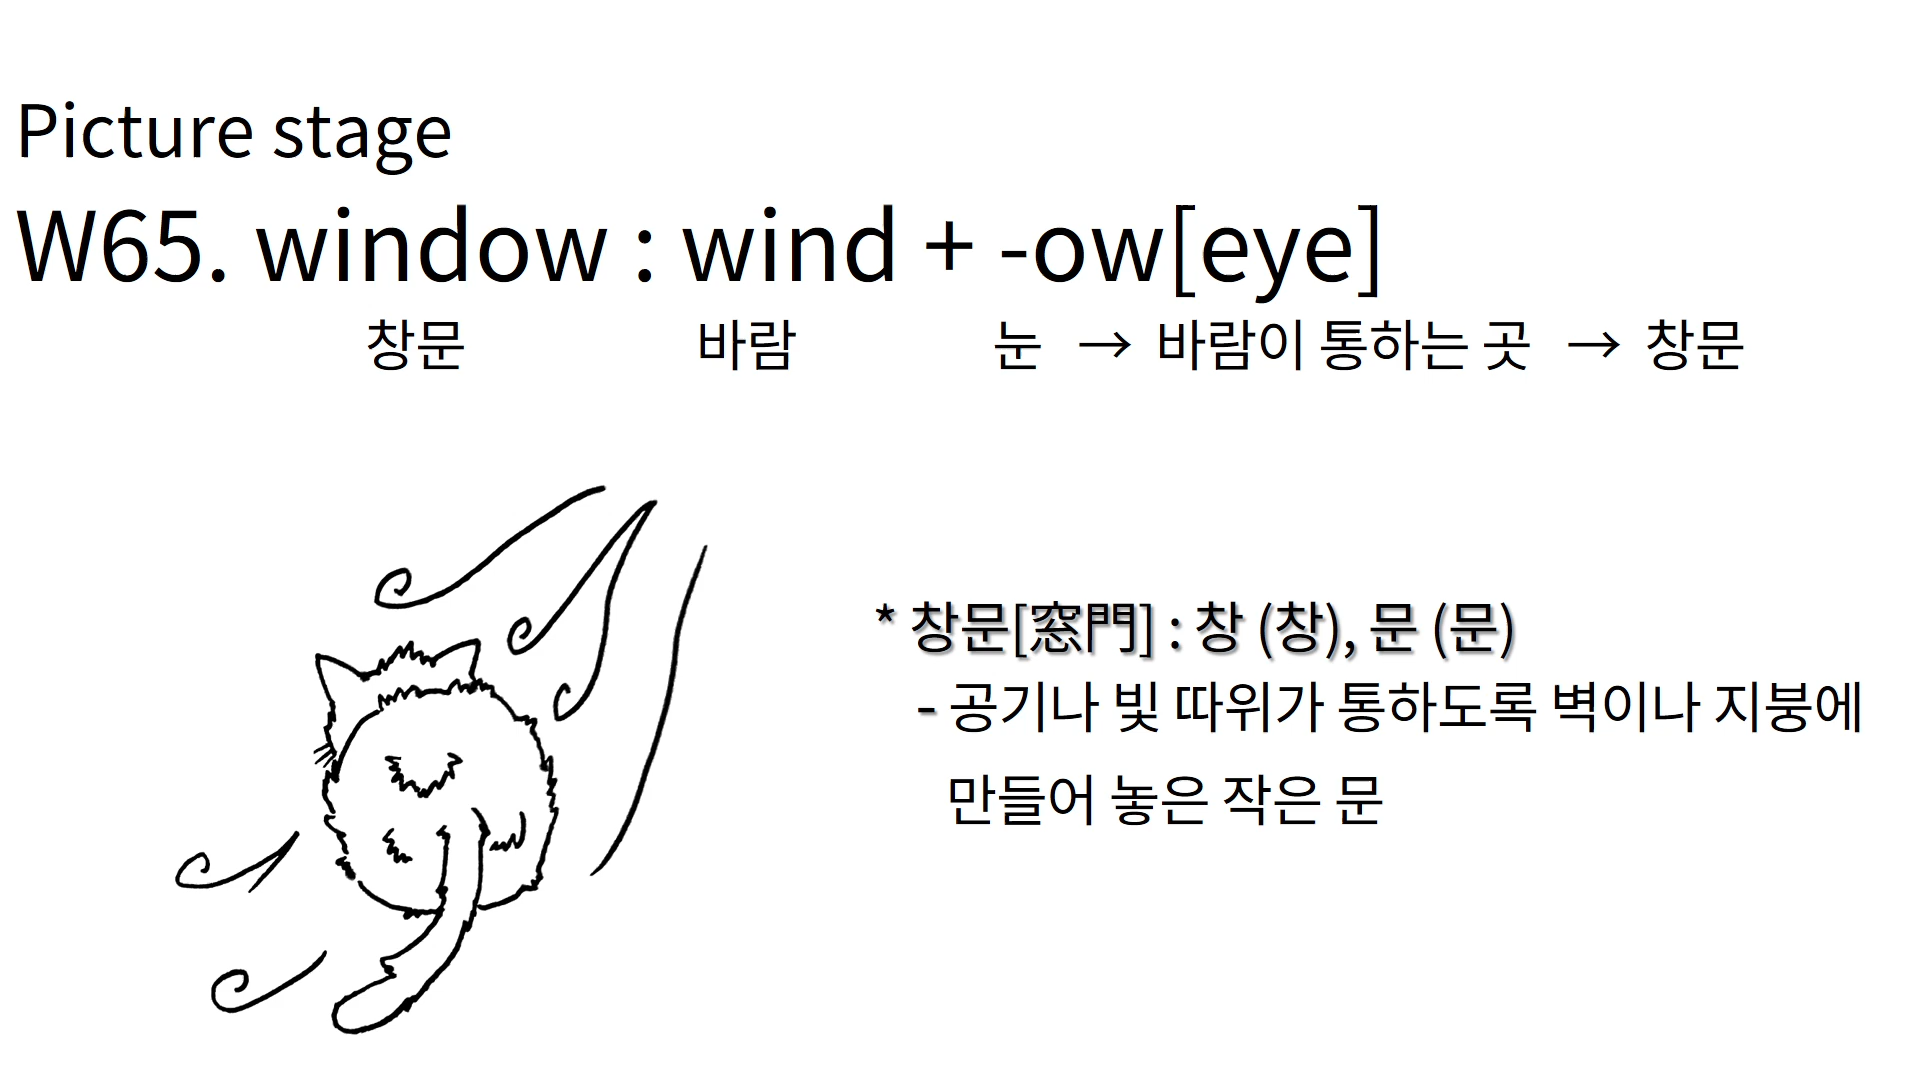 Picture stage
W65. window : wind + -ow[eye]
창문 바람 눈 → 바람이 통하는 곳 → 창문
* 창문[窓門] : 창 (창), 문 (문)
- 공기나 빛 따위가 통하도록 벽이나 지붕에
만들어 놓은 작은 문